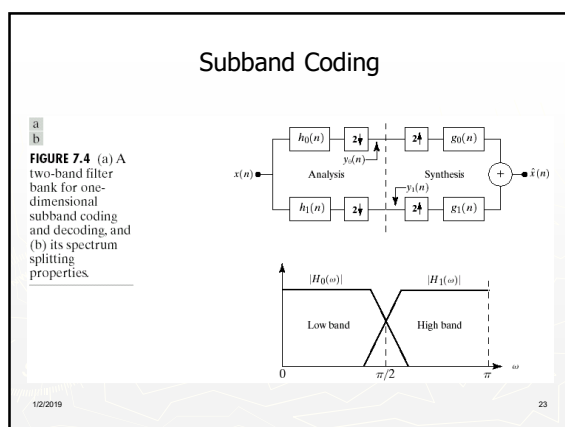 Subband Coding
a
b
FIGURE 7.4 (a) A
two-band filter
bank for one-
dimensional
subband coding
and decoding, and
(b) its spectrum
splitting
properties.
h₀(n) 2↓ 2↑ g₀(n)
y₀(n)
x(n) Analysis Synthesis + x̂(n)
y₁(n)
h₁(n) 2↓ 2↑ g₁(n)
|H₀(ω)| |H₁(ω)|
Low band High band
0 π/2 π ω
1/2/2019 23